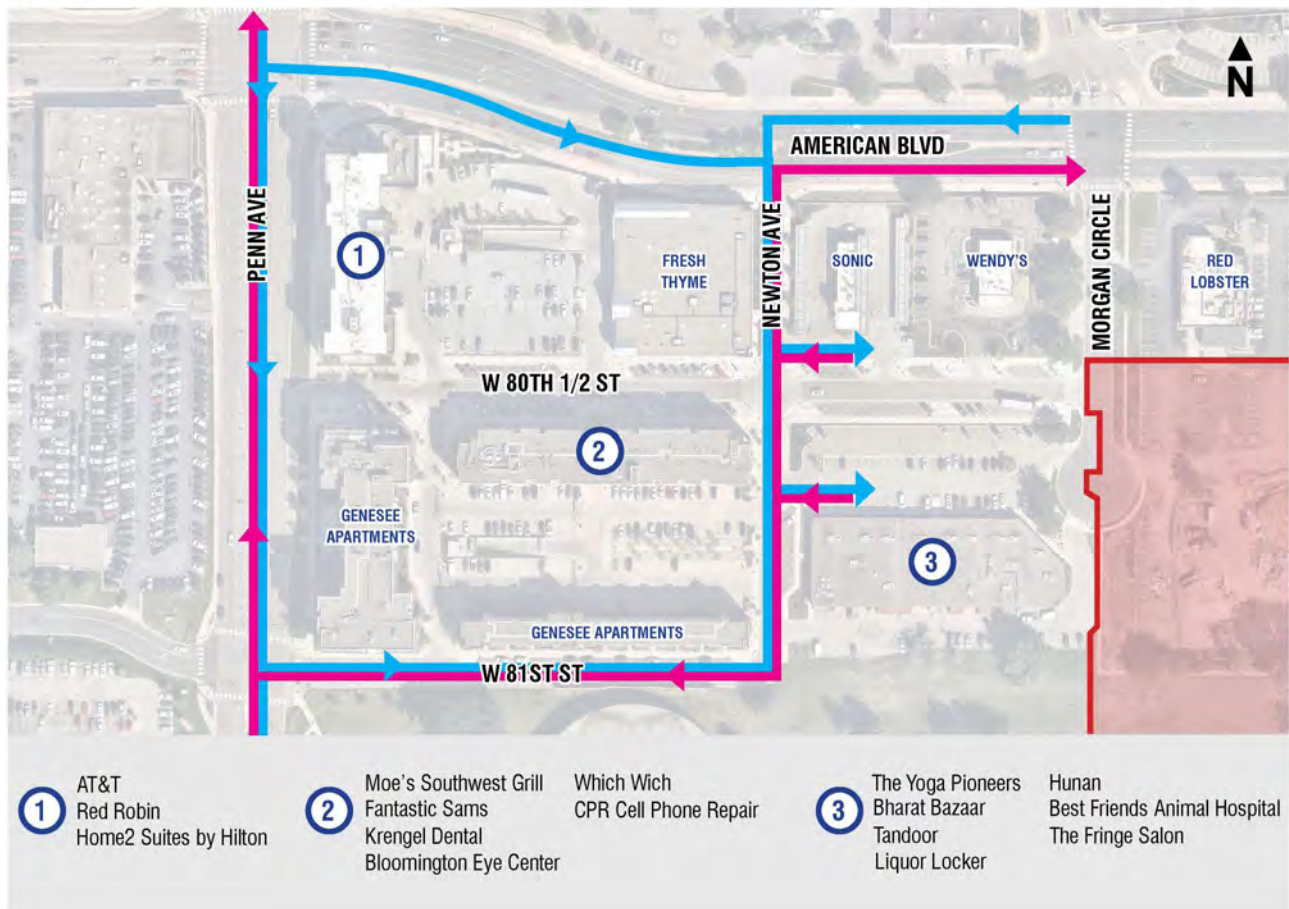 N
AMERICAN BLVD
PENN AVE
NEWTON AVE
MORGAN CIRCLE
1
FRESH
THYME
SONIC
WENDY'S
RED
LOBSTER
W 80TH 1/2 ST
2
GENESEE
APARTMENTS
3
GENESEE APARTMENTS
W 81ST ST
1
AT&T
Red Robin
Home2 Suites by Hilton
2
Moe's Southwest Grill
Fantastic Sams
Krengel Dental
Bloomington Eye Center
Which Wich
CPR Cell Phone Repair
3
The Yoga Pioneers
Bharat Bazaar
Tandoor
Liquor Locker
Hunan
Best Friends Animal Hospital
The Fringe Salon